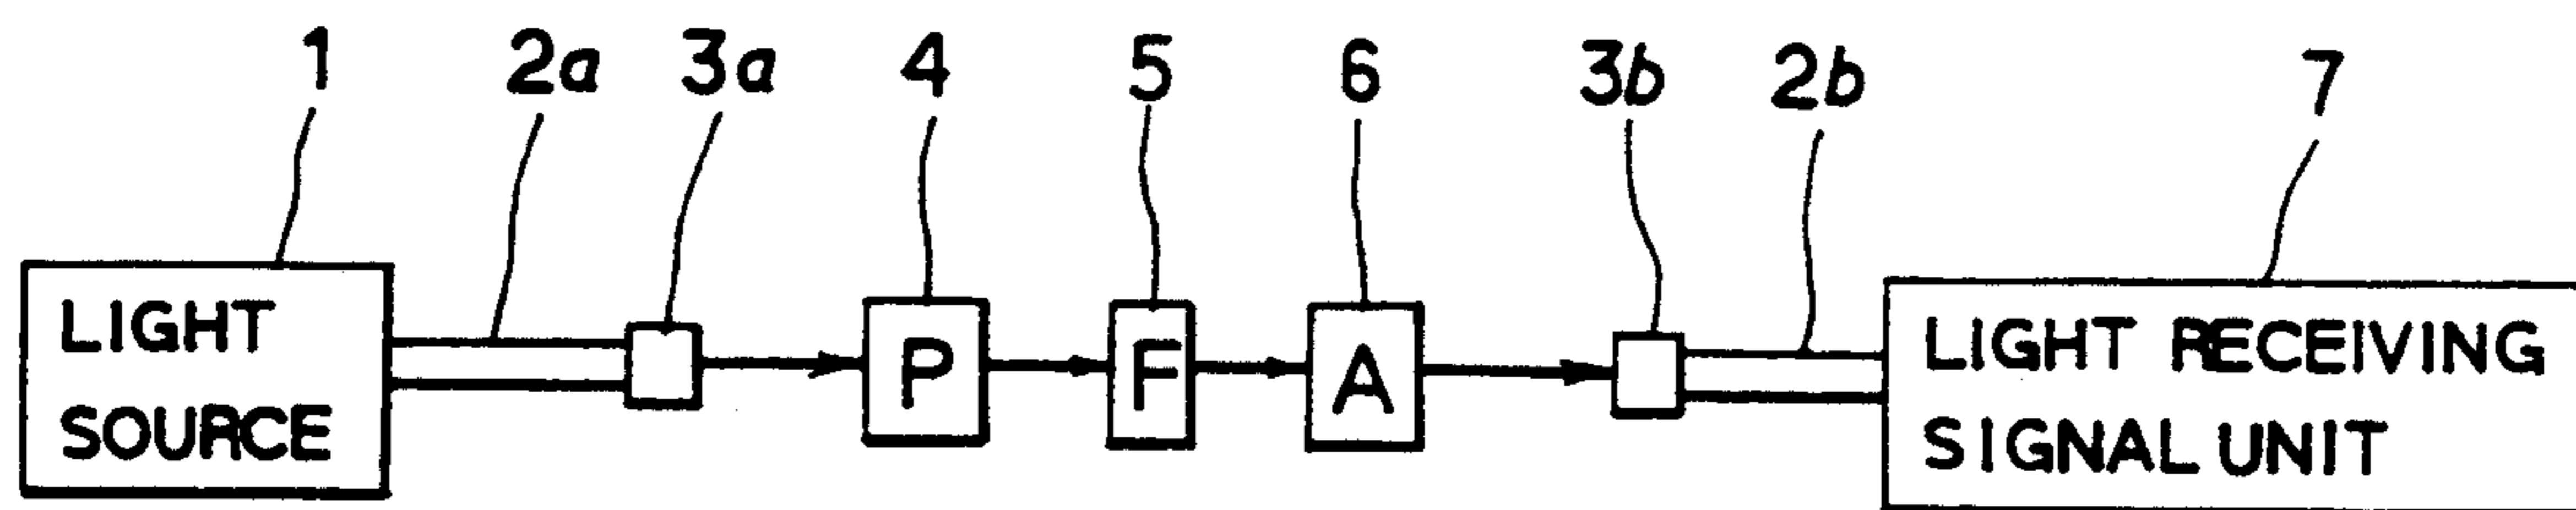 1 2a 3a 4 5 6 3b 2b 7
LIGHT SOURCE
P F A
LIGHT RECEIVING SIGNAL UNIT